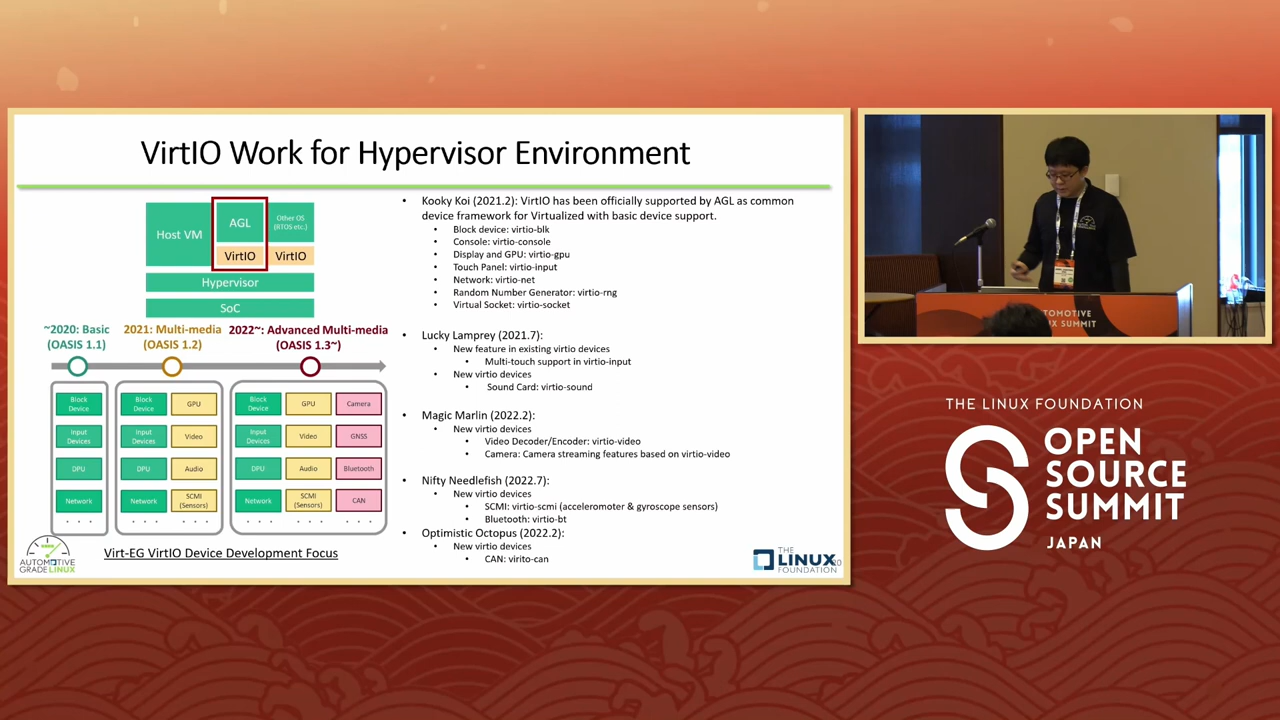 VirtIO Work for Hypervisor Environment
Host VM
AGL
Other OS
(RTOS etc.)
VirtIO
VirtIO
Hypervisor
SoC
~2020: Basic
(OASIS 1.1)
2021: Multi-media
(OASIS 1.2)
2022~: Advanced Multi-media
(OASIS 1.3~)
Block
Device
Input
Devices
DPU
Network
. . .
Block
Device
GPU
Input
Devices
Video
DPU
Audio
Network
SCMI
(Sensors)
. . .
. . .
Block
Device
GPU
Camera
Input
Devices
Video
GNSS
DPU
Audio
Bluetooth
Network
SCMI
(Sensors)
CAN
. . .
. . .
. . .
Virt-EG VirtIO Device Development Focus
AUTOMOTIVE
GRADE LINUX
• Kooky Koi (2021.2): VirtIO has been officially supported by AGL as common
device framework for Virtualized with basic device support.
• Block device: virtio-blk
• Console: virtio-console
• Display and GPU: virtio-gpu
• Touch Panel: virtio-input
• Network: virtio-net
• Random Number Generator: virtio-rng
• Virtual Socket: virtio-socket
• Lucky Lamprey (2021.7):
• New feature in existing virtio devices
• Multi-touch support in virtio-input
• New virtio devices
• Sound Card: virtio-sound
• Magic Marlin (2022.2):
• New virtio devices
• Video Decoder/Encoder: virtio-video
• Camera: Camera streaming features based on virtio-video
• Nifty Needlefish (2022.7):
• New virtio devices
• SCMI: virtio-scmi (acceleromoter & gyroscope sensors)
• Bluetooth: virtio-bt
• Optimistic Octopus (2022.2):
• New virtio devices
• CAN: virito-can
THE
LINUX
FOUNDATION
20
TOMOTIVE
UX SUMMIT
THE LINUX FOUNDATION
OPEN
SOURCE
SUMMIT
JAPAN